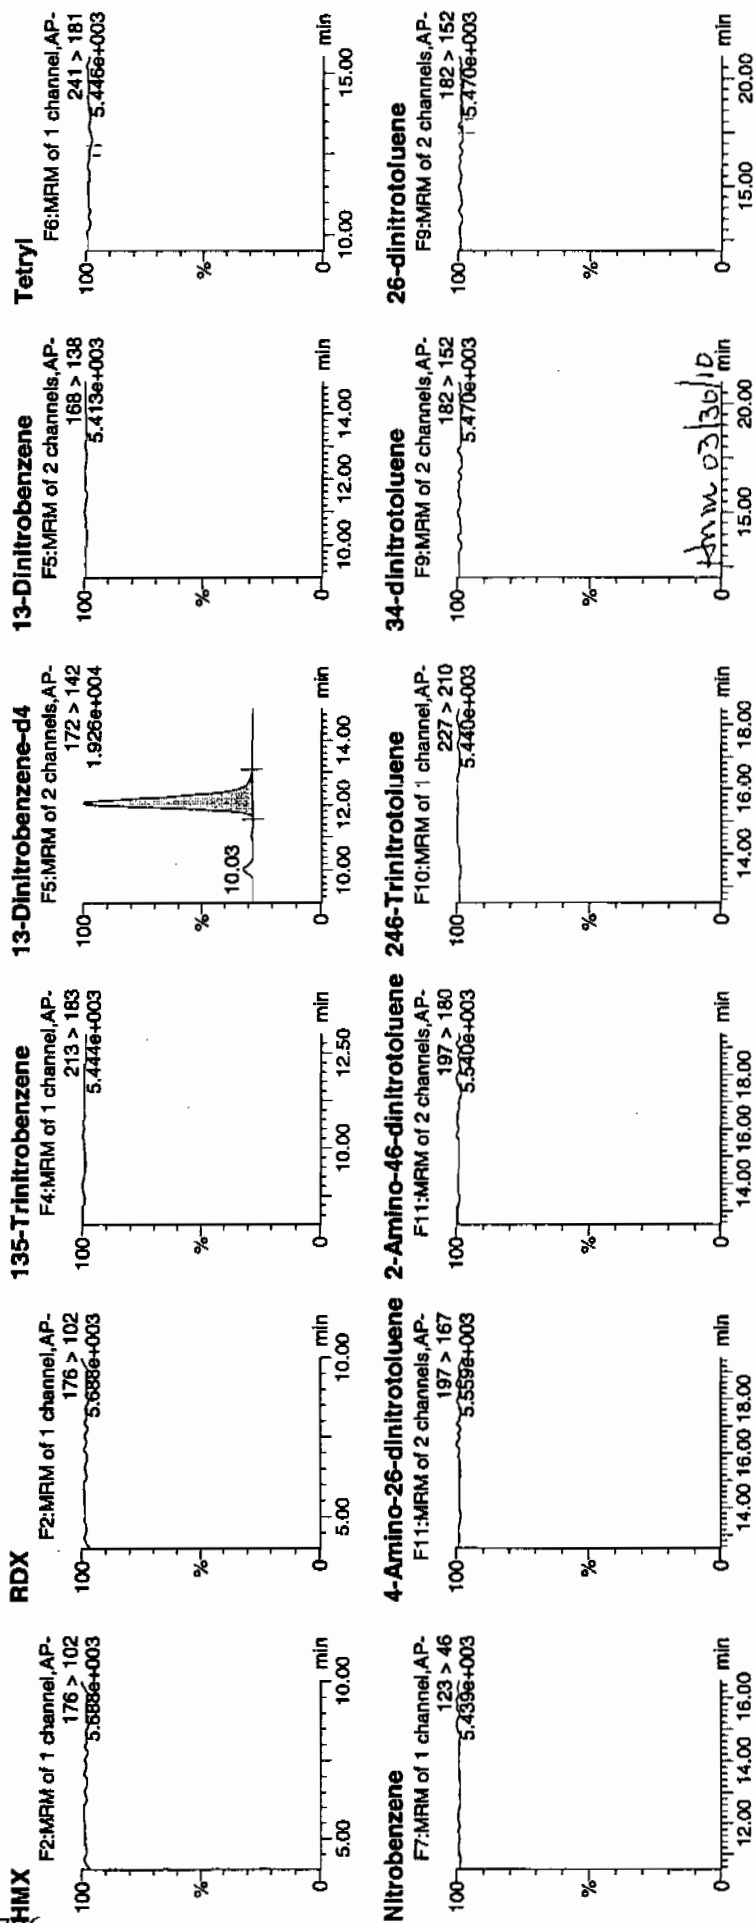 HMX
F2:MRM of 1 channel,AP-
176 > 102
5.688e+003
100
%
0
5.00
10.00
min
RDX
F2:MRM of 1 channel,AP-
176 > 102
5.688e+003
100
%
0
5.00
10.00
min
135-Trinitrobenzene
F4:MRM of 1 channel,AP-
213 > 183
5.444e+003
100
%
0
10.00
12.50
min
13-Dinitrobenzene-d4
F5:MRM of 2 channels,AP-
172 > 142
1.926e+004
100
%
10.03
0
10.00
12.00
14.00
min
13-Dinitrobenzene
F5:MRM of 2 channels,AP-
168 > 138
5.413e+003
100
%
0
10.00
12.00
14.00
min
Tetryl
F6:MRM of 1 channel,AP-
241 > 181
5.446e+003
100
%
0
10.00
15.00
min
Nitrobenzene
F7:MRM of 1 channel,AP-
123 > 46
5.439e+003
100
%
0
12.00
14.00
16.00
min
4-Amino-26-dinitrotoluene
F11:MRM of 2 channels,AP-
197 > 167
5.559e+003
100
%
0
14.00
16.00
18.00
min
2-Amino-46-dinitrotoluene
F11:MRM of 2 channels,AP-
197 > 180
5.540e+003
100
%
0
14.00
16.00
18.00
min
246-Trinitrotoluene
F10:MRM of 1 channel,AP-
227 > 210
5.440e+003
100
%
0
14.00
16.00
18.00
min
34-dinitrotoluene
F9:MRM of 2 channels,AP-
182 > 152
5.470e+003
100
%
03/30/10
0
15.00
20.00
min
26-dinitrotoluene
F9:MRM of 2 channels,AP-
182 > 152
5.470e+003
100
%
0
15.00
20.00
min